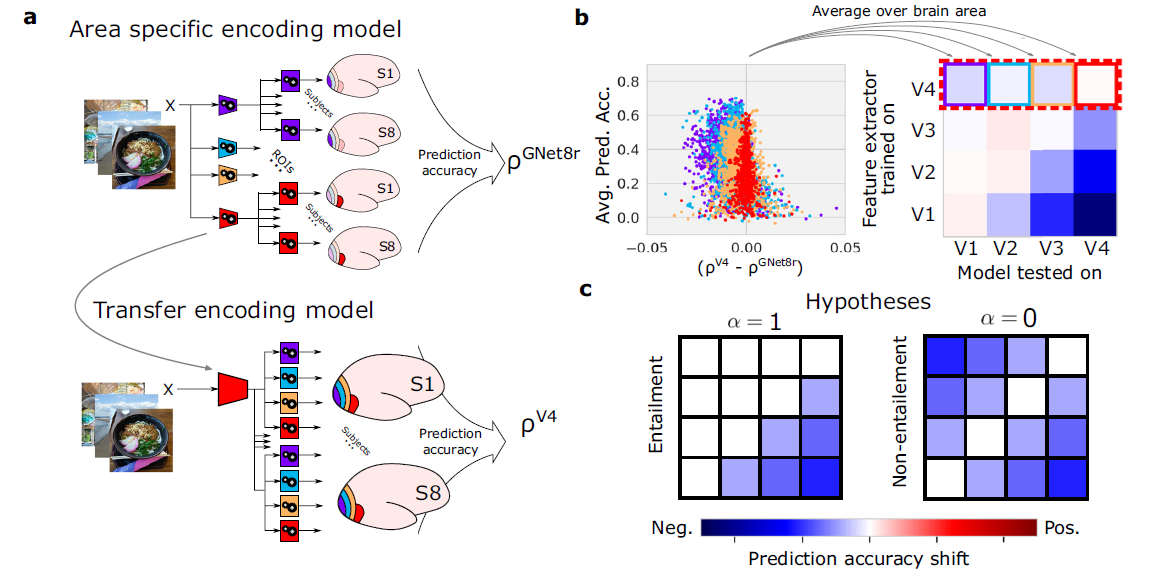 a
Area specific encoding model
X
Subjects
...
ROIs
...
Subjects
...
S1
S8
S1
S8
Prediction
accuracy
ρGNet8r
Transfer encoding model
X
Subjects
...
S1
S8
Prediction
accuracy
ρV4
b
Average over brain area
Avg. Pred. Acc.
0.8
0.6
0.4
0.2
0.0
−0.05
0.00
0.05
(ρV4 - ρGNet8r)
Feature extractor
trained on
V4
V3
V2
V1
V1 V2 V3 V4
Model tested on
c
Hypotheses
α = 1
α = 0
Entailment
Non-entailement
Neg.
Pos.
Prediction accuracy shift